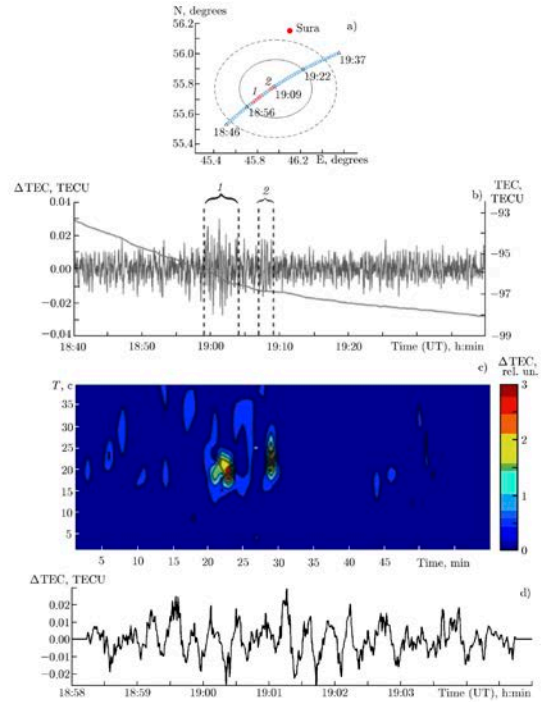 N, degrees
56.2
Sura
a)
56.0
19:37
55.8
1
2
19:22
19:09
55.6
18:56
18:46
55.4
45.4 45.8 46.2 E, degrees
ΔTEC, TECU
TEC,
TECU
b)
1
2
0.04
0.02
0.00
−0.02
−0.04
−93
−95
−97
−99
18:40 18:50 19:00 19:10 19:20 Time (UT), h:min
c)
ΔTEC,
rel. un.
T, c
35
30
25
20
15
10
5
3
2
1
0
5 10 15 20 25 30 35 40 45 Time, min
ΔTEC, TECU
d)
0.02
0.01
0.00
−0.01
−0.02
18:58 18:59 19:00 19:01 19:02 19:03 Time (UT), h:min